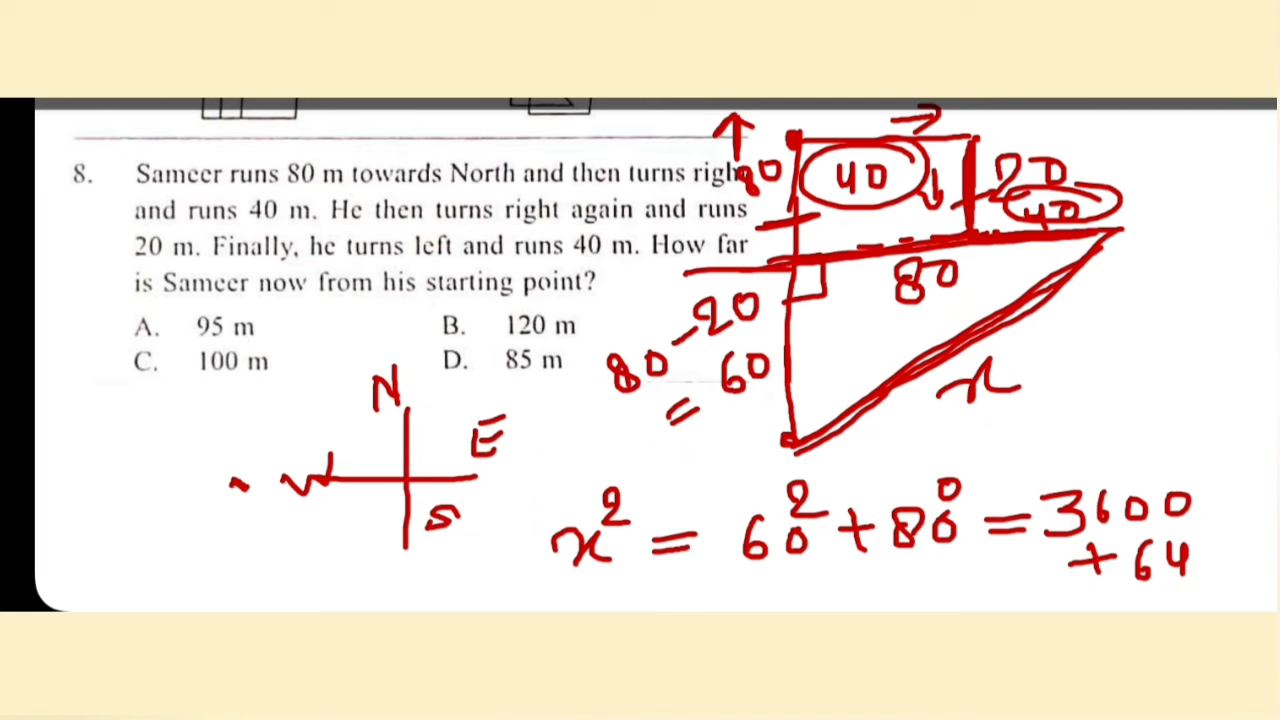 8. Sameer runs 80 m towards North and then turns right
and runs 40 m. He then turns right again and runs
20 m. Finally, he turns left and runs 40 m. How far
is Sameer now from his starting point?
A. 95 m B. 120 m
C. 100 m D. 85 m
80
40
20
40
80
20
80 - = 60
x
N
E
W
S
x² = 60² + 80⁰ = 3600
+ 64